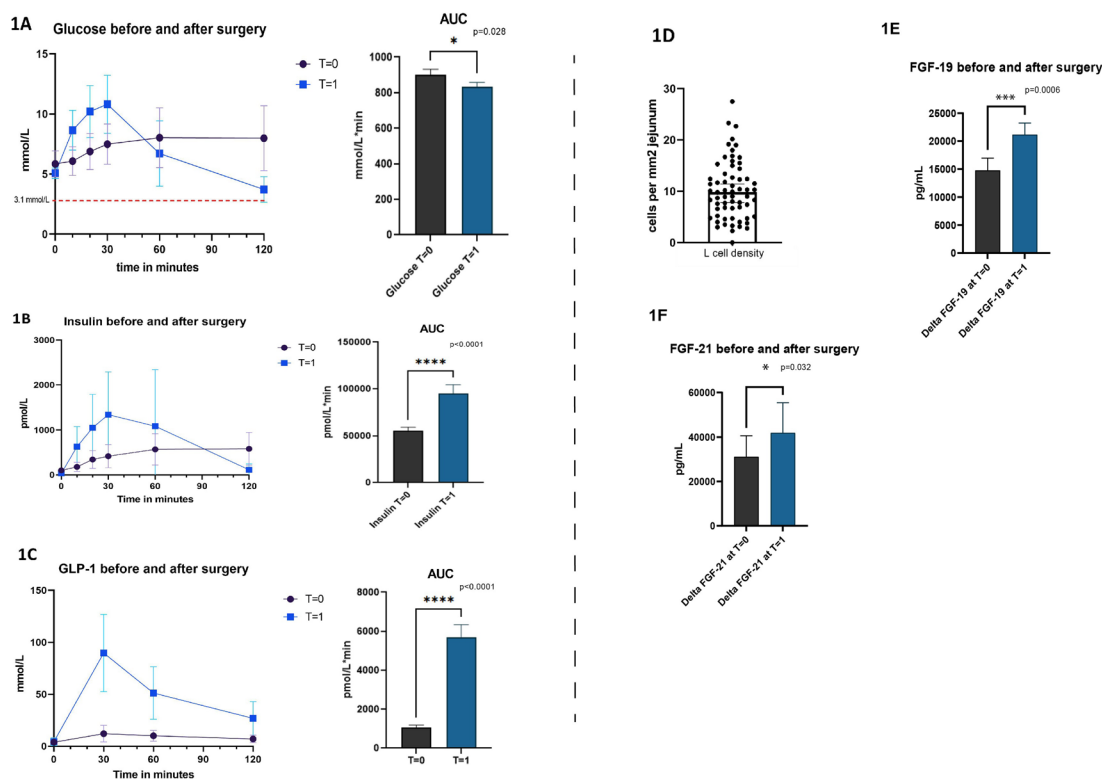 1A
Glucose before and after surgery
mmol/L
15
10
5
0
3.1 mmol/L
0 30 60 90 120
time in minutes
T=0
T=1
AUC
p=0.028
*
mmol/L*min
1000
800
600
400
200
0
Glucose T=0
Glucose T=1
1B
Insulin before and after surgery
pmol/L
3000
2000
1000
0
0 30 60 90 120
Time in minutes
T=0
T=1
AUC
p<0.0001
****
pmol/L*min
150000
100000
50000
0
Insulin T=0
Insulin T=1
1C
GLP-1 before and after surgery
mmol/L
150
100
50
0
0 30 60 90 120
Time in minutes
T=0
T=1
AUC
p<0.0001
****
pmol/L*min
8000
6000
4000
2000
0
T=0 T=1
1D
cells per mm2 jejunum
30
20
10
0
L cell density
1E
FGF-19 before and after surgery
p=0.0006
***
pg/mL
25000
20000
15000
10000
5000
0
Delta FGF-19 at T=0
Delta FGF-19 at T=1
1F
FGF-21 before and after surgery
* p=0.032
pg/mL
60000
40000
20000
0
Delta FGF-21 at T=0
Delta FGF-21 at T=1